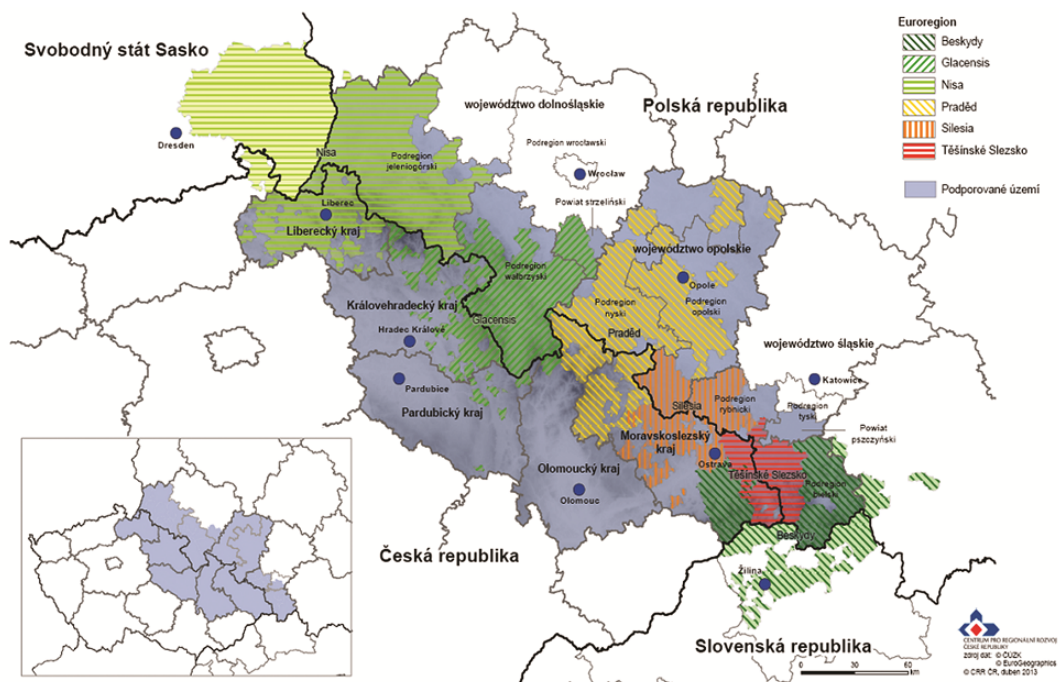 Svobodný stát Sasko
Dresden
Nisa
Podregion
jeleniogórski
Liberec
Liberecký kraj
województwo dolnośląskie
Polská republika
Podregion wrocławski
Wrocław
Powiat strzeliński
województwo opolskie
Opole
Podregion
opolski
Podregion
nyski
Praděd
Podregion
wałbrzyski
Glacensis
Královehradecký kraj
Hradec Králové
Pardubice
Pardubický kraj
województwo śląskie
Katowice
Podregion
tyski
Powiat
pszczyński
Silesia
Podregion
rybnicki
Moravskoslezský
kraj
Ostrava
Těšínské Slezsko
Podregion
bielski
Olomoucký kraj
Olomouc
Česká republika
Beskydy
Žilina
Slovenská republika
Euroregion
Beskydy
Glacensis
Nisa
Praděd
Silesia
Těšínské Slezsko
Podporované území
0
30
60
km
CENTRUM PRO REGIONÁLNÍ ROZVOJ
ČESKÉ REPUBLIKY
zdroj dat: © ČÚZK
© EuroGeographics
© CRR ČR, duben 2013